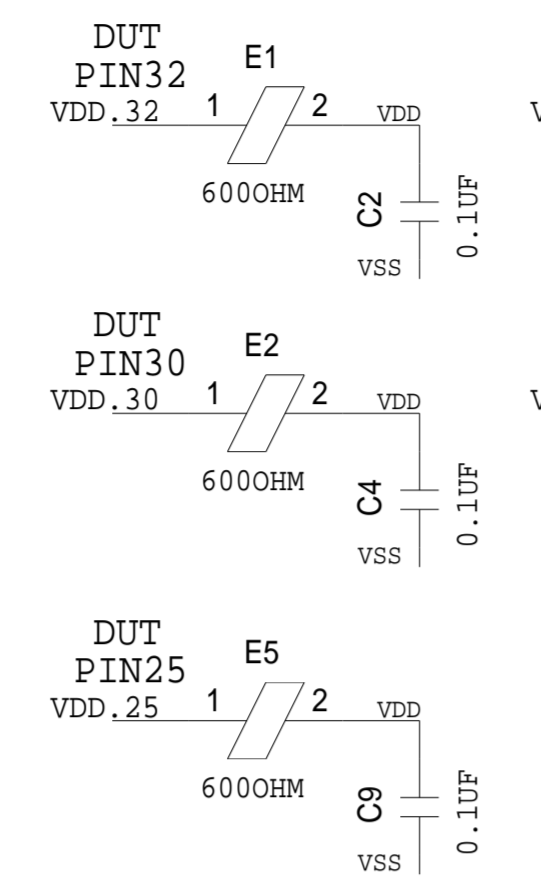 DUT
PIN32
VDD.32
1
E1
2
VDD
600OHM
C2
0.1UF
VSS
DUT
PIN30
VDD.30
1
E2
2
VDD
600OHM
C4
0.1UF
VSS
DUT
PIN25
VDD.25
1
E5
2
VDD
600OHM
C9
0.1UF
VSS